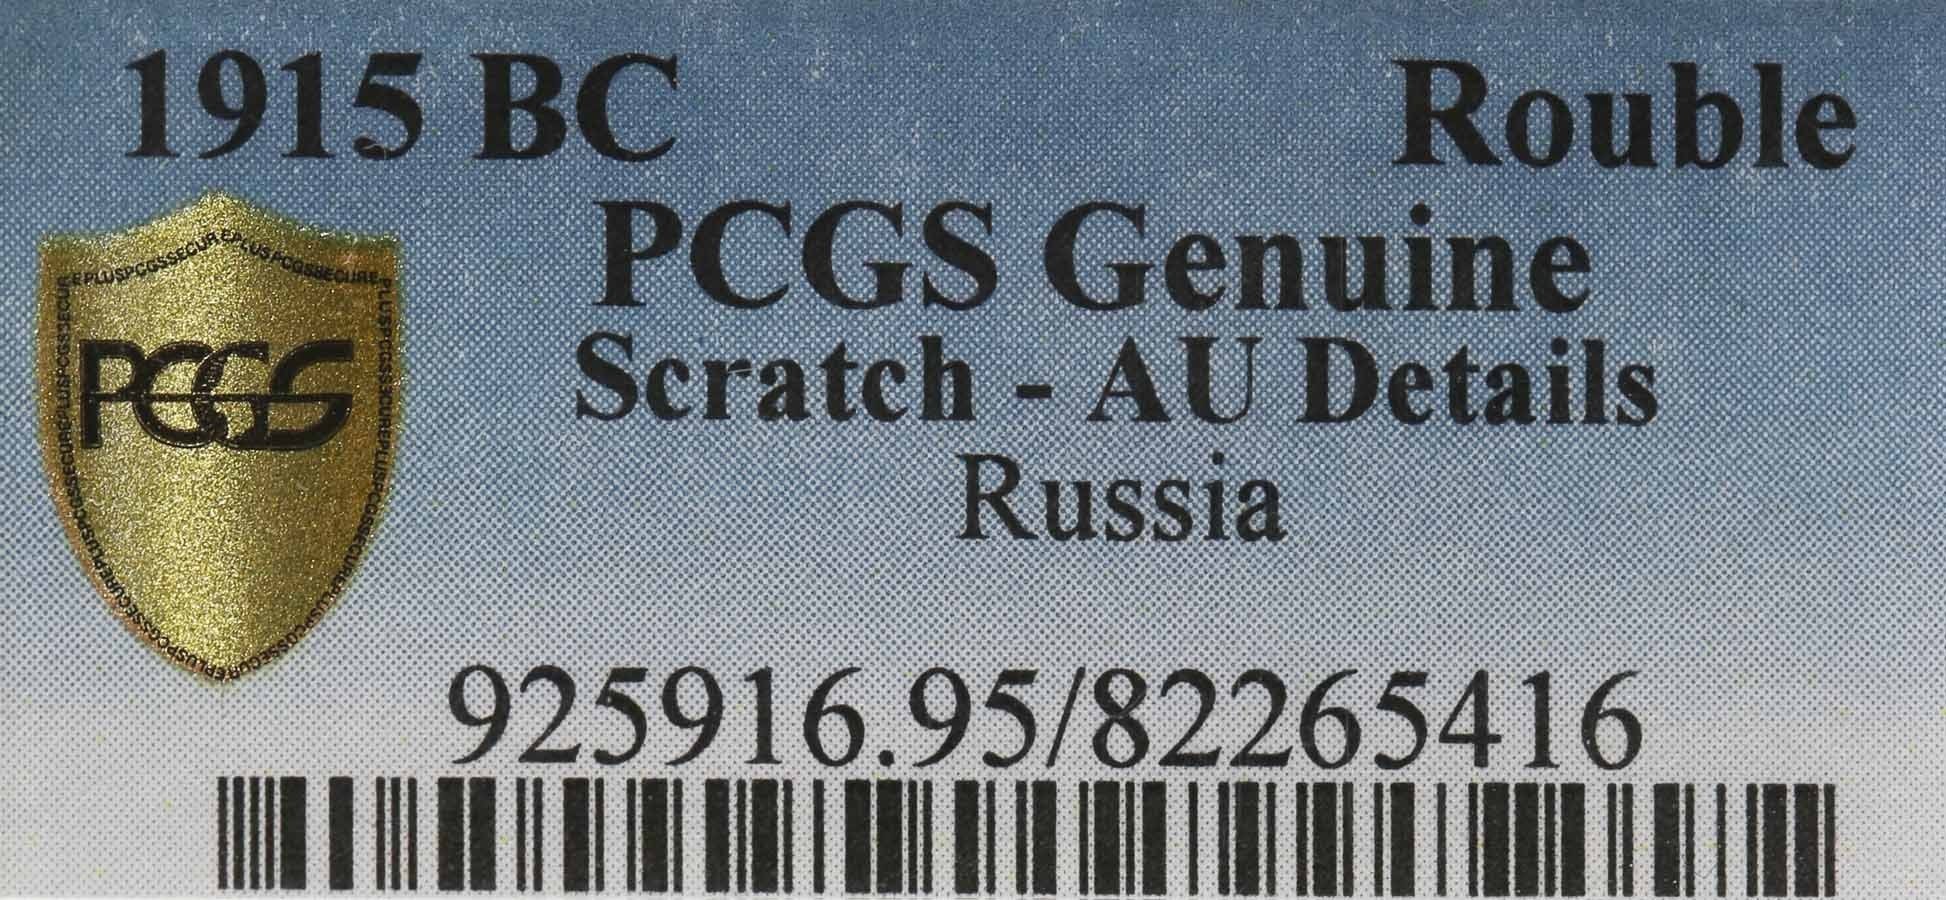 1915 BC Rouble
PCGS Genuine
Scratch - AU Details
Russia
PCGS
925916.95/82265416